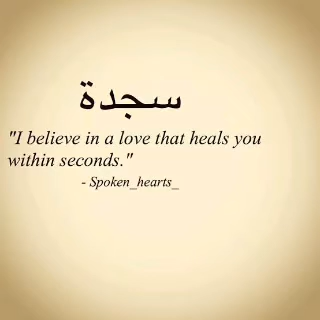 سجدة
"I believe in a love that heals you
within seconds."
- Spoken_hearts_